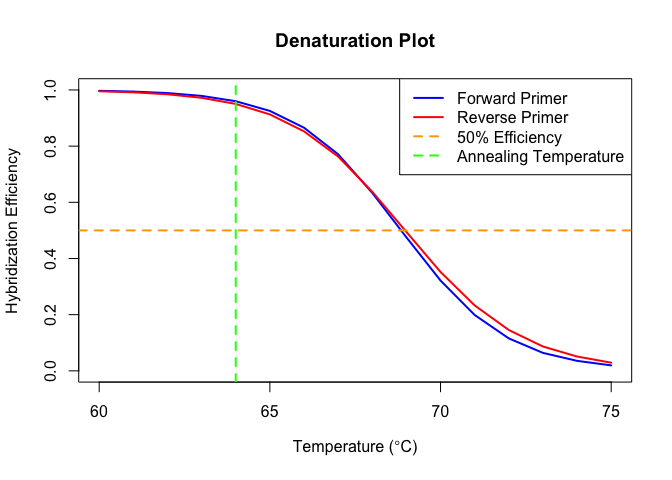 Denaturation Plot
Forward Primer
Reverse Primer
50% Efficiency
Annealing Temperature
Hybridization Efficiency
1.0
0.8
0.6
0.4
0.2
0.0
60
65
70
75
Temperature (°C)